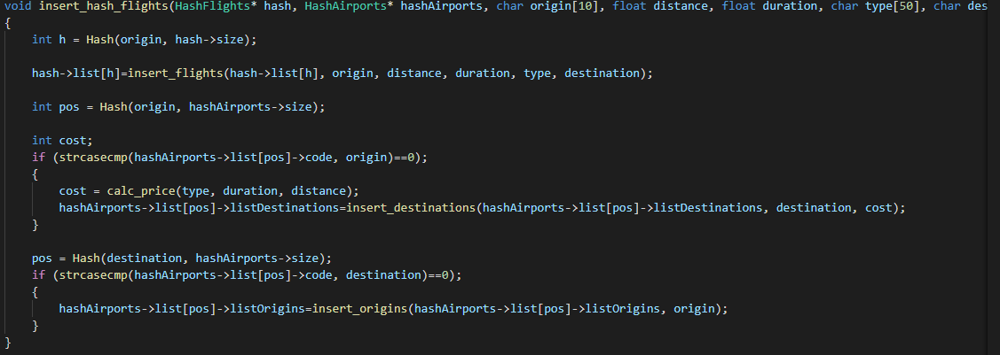 void insert_hash_flights(HashFlights* hash, HashAirports* hashAirports, char origin[10], float distance, float duration, char type[50], char des
{
    int h = Hash(origin, hash->size);

    hash->list[h]=insert_flights(hash->list[h], origin, distance, duration, type, destination);

    int pos = Hash(origin, hashAirports->size);

    int cost;
    if (strcasecmp(hashAirports->list[pos]->code, origin)==0);
    {
        cost = calc_price(type, duration, distance);
        hashAirports->list[pos]->listDestinations=insert_destinations(hashAirports->list[pos]->listDestinations, destination, cost);
    }

    pos = Hash(destination, hashAirports->size);
    if (strcasecmp(hashAirports->list[pos]->code, destination)==0);
    {
        hashAirports->list[pos]->listOrigins=insert_origins(hashAirports->list[pos]->listOrigins, origin);
    }
}